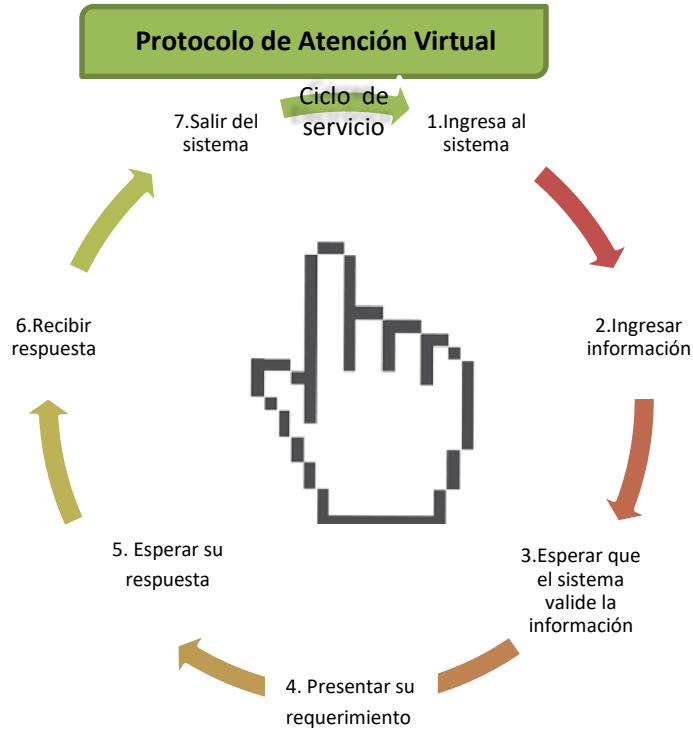 Protocolo de Atención Virtual
Ciclo de
servicio
1.Ingresa al
sistema
2.Ingresar
información
3.Esperar que
el sistema
valide la
información
4. Presentar su
requerimiento
5. Esperar su
respuesta
6.Recibir
respuesta
7.Salir del
sistema